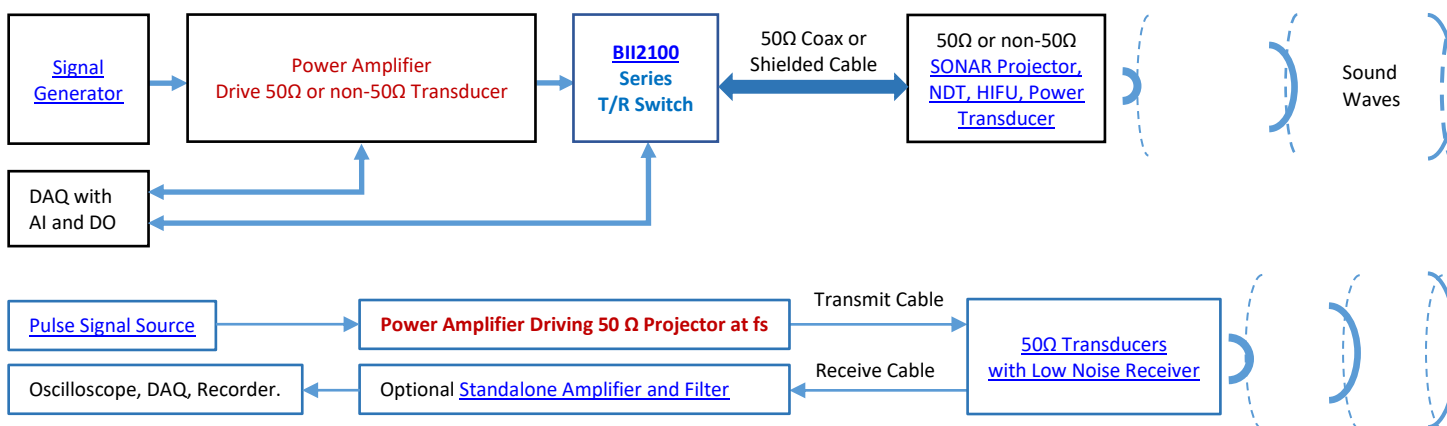 Signal
Generator
Power Amplifier
Drive 50Ω or non-50Ω Transducer
BII2100
Series
T/R Switch
50Ω Coax or
Shielded Cable
50Ω or non-50Ω
SONAR Projector,
NDT, HIFU, Power
Transducer
Sound
Waves
DAQ with
AI and DO
Pulse Signal Source
Power Amplifier Driving 50 Ω Projector at fs
Transmit Cable
50Ω Transducers
with Low Noise Receiver
Oscilloscope, DAQ, Recorder.
Optional Standalone Amplifier and Filter
Receive Cable